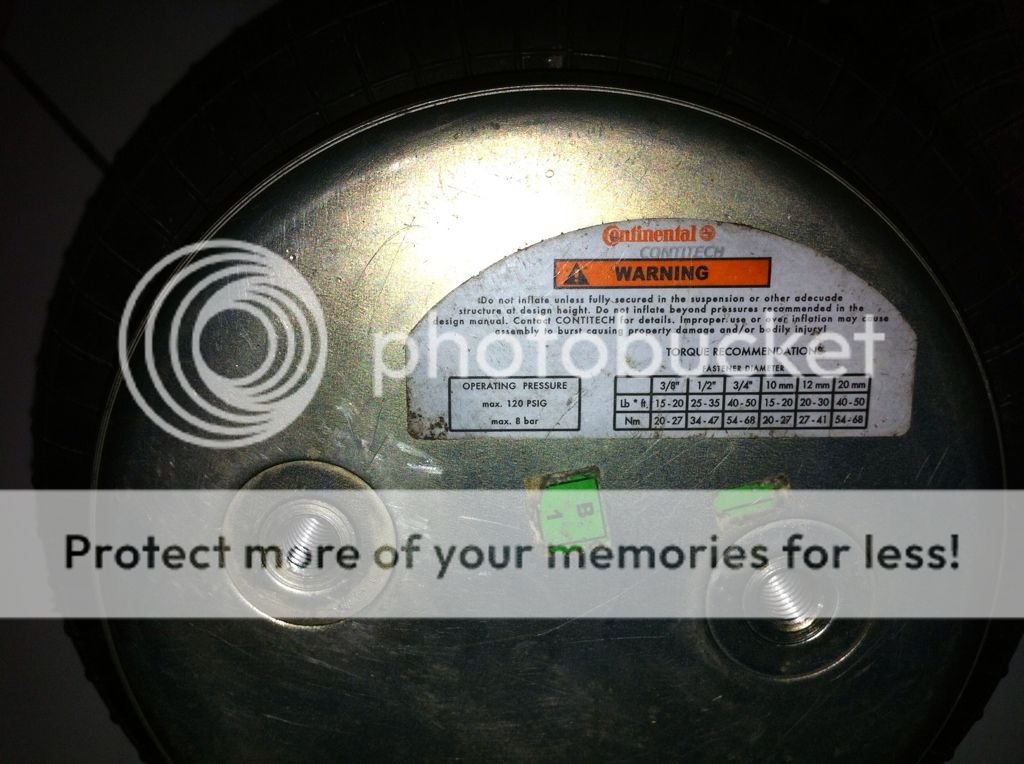 Continental
CONTITECH
WARNING
Do not inflate unless fully secured in the suspension or other adecuade
structure at design height. Do not inflate beyond pressures recommended in the
design manual. Contact CONTITECH for details. Improper use or over inflation may cause
assembly to burst causing property damage and/or bodily injury!
photobucket
TORQUE RECOMMENDATIONS
FASTENER DIAMETER
OPERATING PRESSURE
max. 120 PSIG
max. 8 bar
3/8" 1/2" 3/4" 10 mm 12 mm 20 mm
Lb * ft. 15 - 20 25 - 35 40 - 50 15 - 20 20 - 30 40 - 50
Nm 20 - 27 34 - 47 54 - 68 20 - 27 27 - 41 54 - 68
B
1
Protect more of your memories for less!